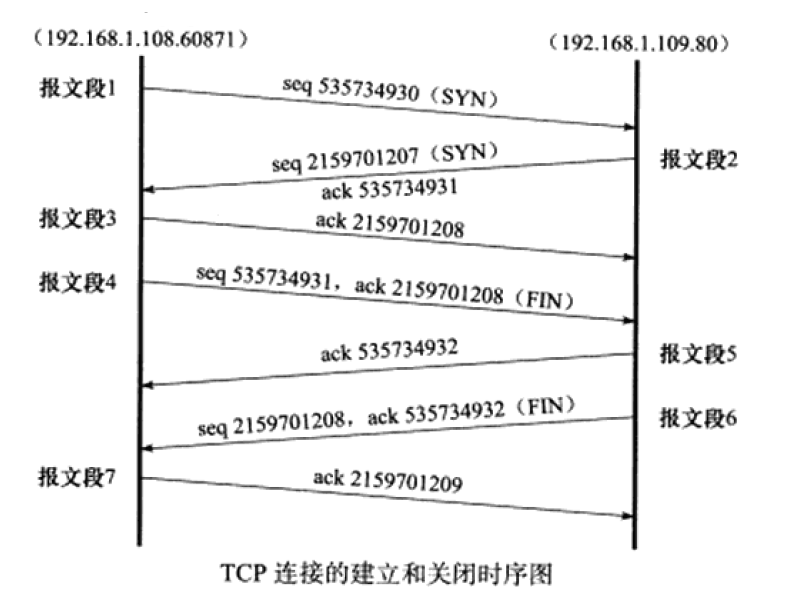 (192.168.1.108.60871)
(192.168.1.109.80)
报文段1
seq 535734930（SYN）
seq 2159701207（SYN）
报文段2
ack 535734931
报文段3
ack 2159701208
报文段4
seq 535734931，ack 2159701208（FIN）
ack 535734932
报文段5
seq 2159701208，ack 535734932（FIN）
报文段6
报文段7
ack 2159701209
TCP 连接的建立和关闭时序图